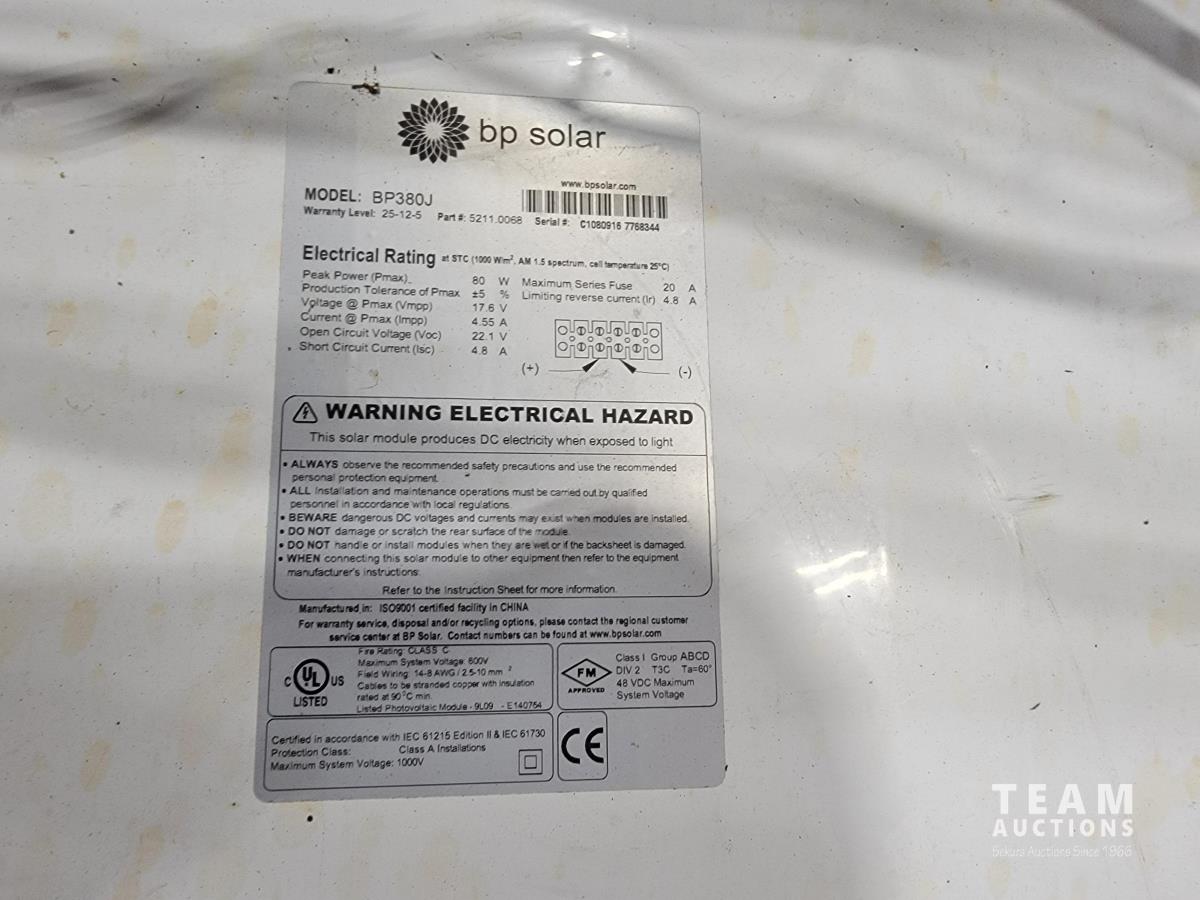 bp solar
www.bpsolar.com
MODEL: BP380J
Warranty Level: 25-12-5 Part #: 5211.0068 Serial #: C1080916 7768344
Electrical Rating at STC (1000 W/m², AM 1.5 spectrum, cell temperature 25°C)
Peak Power (Pmax) 80 W Maximum Series Fuse 20 A
Production Tolerance of Pmax ±5 % Limiting reverse current (Ir) 4.8 A
Voltage @ Pmax (Vmpp) 17.6 V
Current @ Pmax (Impp) 4.55 A
Open Circuit Voltage (Voc) 22.1 V
Short Circuit Current (Isc) 4.8 A
(+) (-)
WARNING ELECTRICAL HAZARD
This solar module produces DC electricity when exposed to light
• ALWAYS observe the recommended safety precautions and use the recommended
personal protection equipment.
• ALL Installation and maintenance operations must be carried out by qualified
personnel in accordance with local regulations.
• BEWARE dangerous DC voltages and currents may exist when modules are installed.
• DO NOT damage or scratch the rear surface of the module.
• DO NOT handle or install modules when they are wet or if the backsheet is damaged.
• WHEN connecting this solar module to other equipment then refer to the equipment
manufacturer's instructions.
Refer to the Instruction Sheet for more information.
Manufactured in: ISO9001 certified facility in CHINA
For warranty service, disposal and/or recycling options, please contact the regional customer
service center at BP Solar. Contact numbers can be found at www.bpsolar.com
C UL US
LISTED
Fire Rating: CLASS C
Maximum System Voltage: 600V
Field Wiring: 14-8 AWG / 2.5-10 mm²
Cables to be stranded copper with insulation
rated at 90°C min.
Listed Photovoltaic Module - 9L09 - E140754
FM
APPROVED
Class I Group ABCD
DIV 2 T3C Ta=60°
48 VDC Maximum
System Voltage
Certified in accordance with IEC 61215 Edition II & IEC 61730
Protection Class: Class A Installations
Maximum System Voltage: 1000V
CE
TEAM
AUCTIONS
Bekura Auctions Since 1966